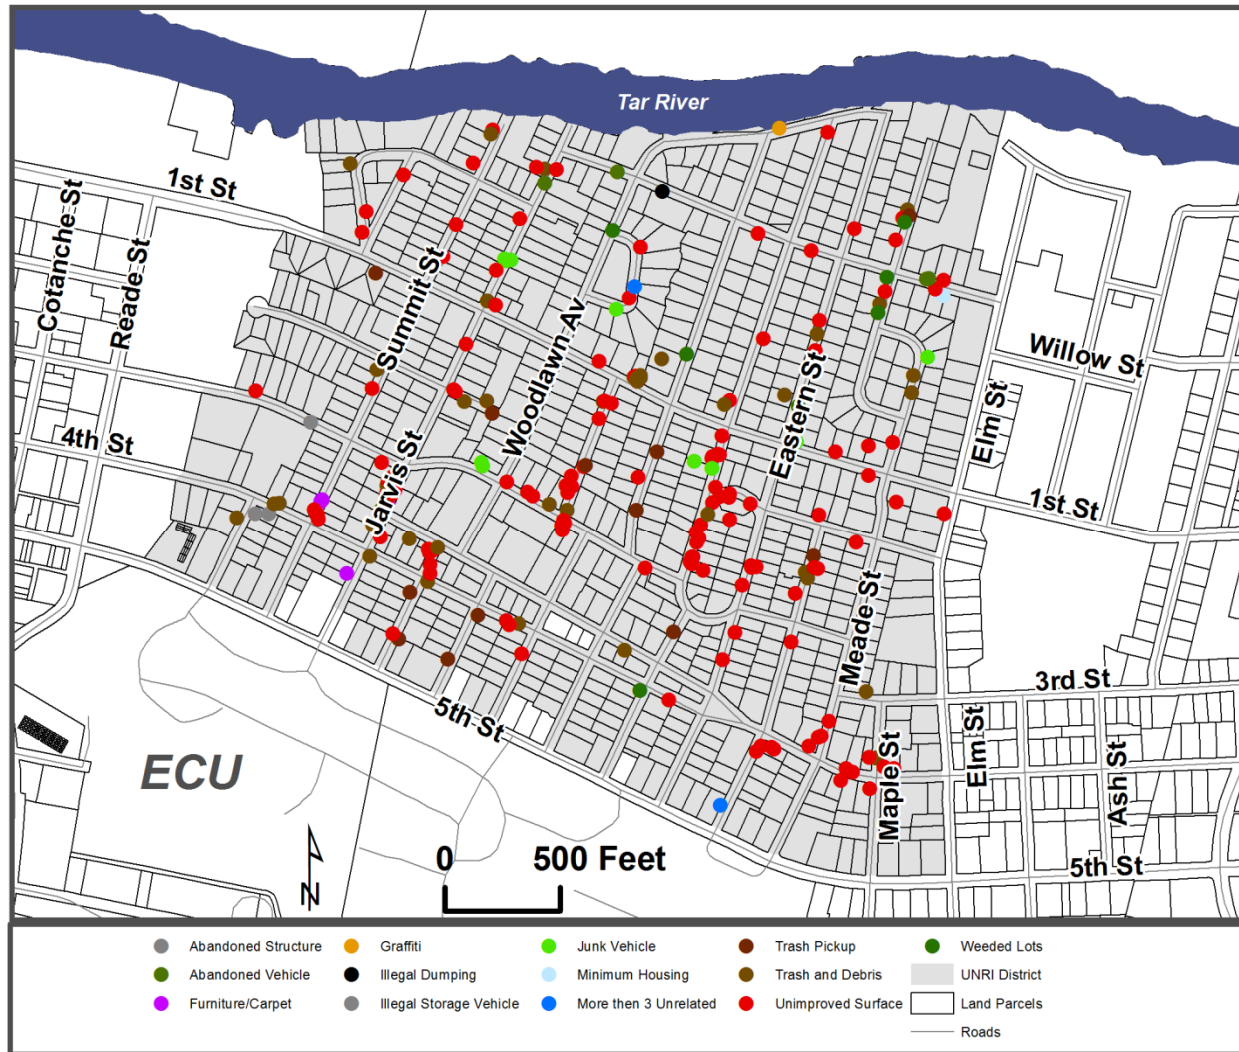 Tar River
1st St
Cotanche St
Reade St
Summit St
Woodlawn Av
Willow St
Eastern St
Elm St
4th St
Jarvis St
1st St
Meade St
3rd St
5th St
ECU
Elm St
Ash St
Maple St
0 500 Feet
5th St
N
Abandoned Structure
Graffiti
Junk Vehicle
Trash Pickup
Weeded Lots
Abandoned Vehicle
Illegal Dumping
Minimum Housing
Trash and Debris
UNRI District
Furniture/Carpet
Illegal Storage Vehicle
More then 3 Unrelated
Unimproved Surface
Land Parcels
Roads